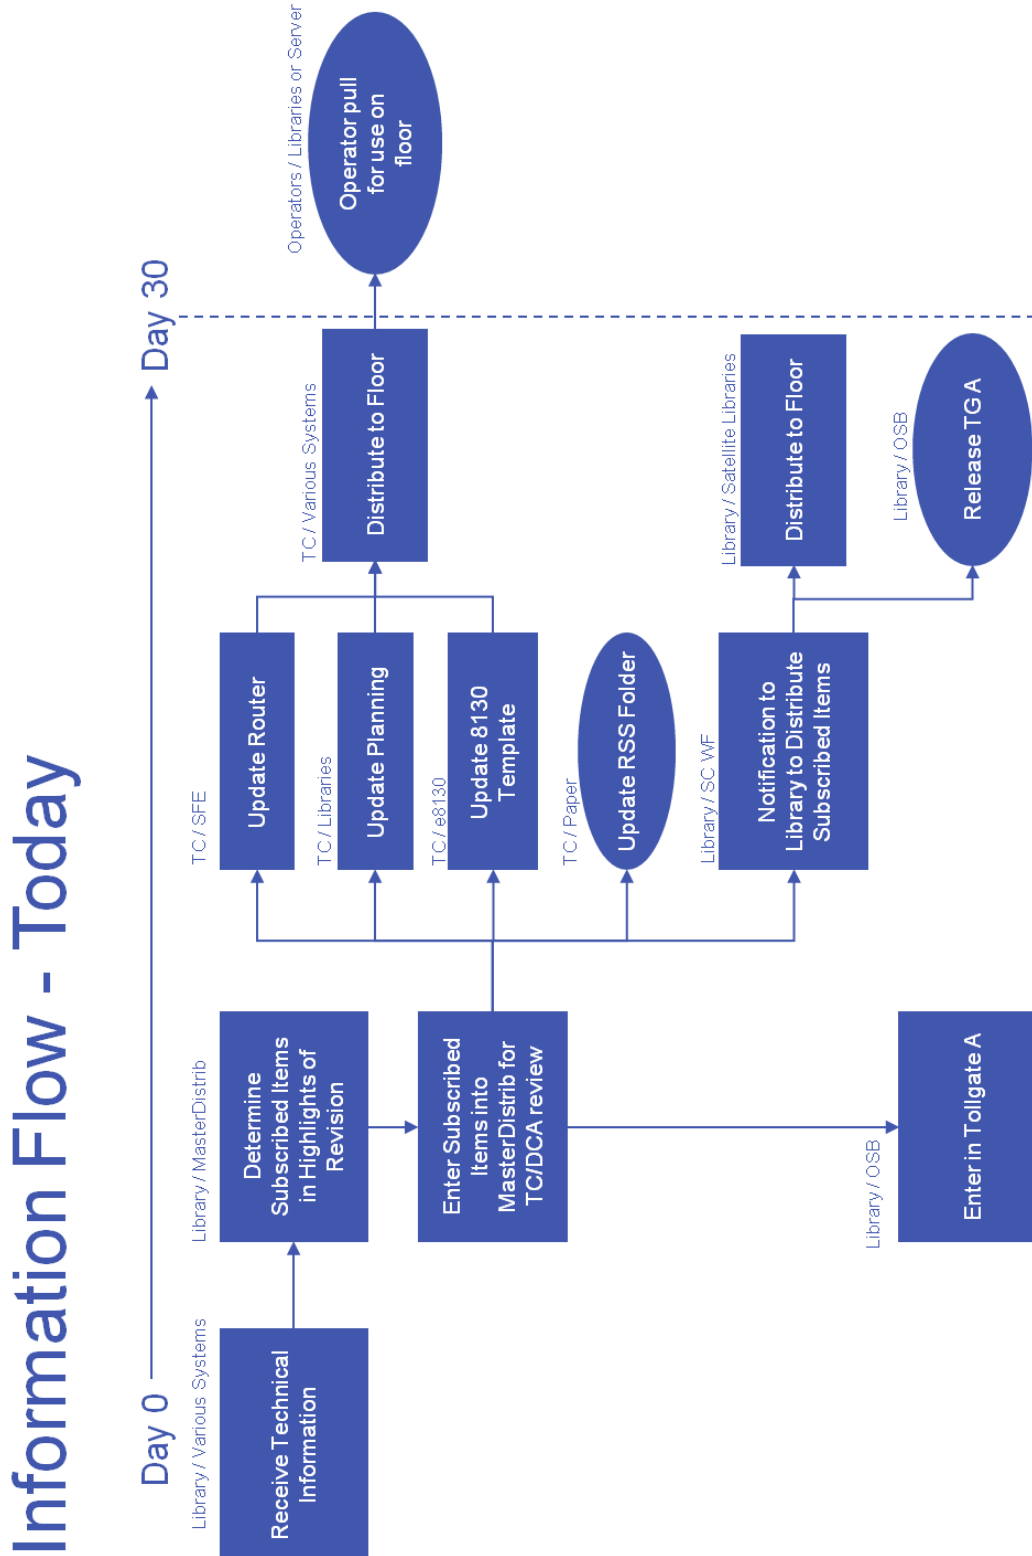 Information Flow - Today
Day 0
Day 30
Library / Various Systems
Receive Technical
Information
Library / MasterDistrib
Determine
Subscribed Items
in Highlights of
Revision
Enter Subscribed
Items into
MasterDistrib for
TC/DCA review
Library / OSB
Enter in Tollgate A
TC / SFE
Update Router
TC / Libraries
Update Planning
TC / e8130
Update 8130
Template
TC / Paper
Update RSS Folder
Library / SC WF
Notification to
Library to Distribute
Subscribed Items
TC / Various Systems
Distribute to Floor
Library / Satellite Libraries
Distribute to Floor
Library / OSB
Release TG A
Operators / Libraries or Server
Operator pull
for use on
floor